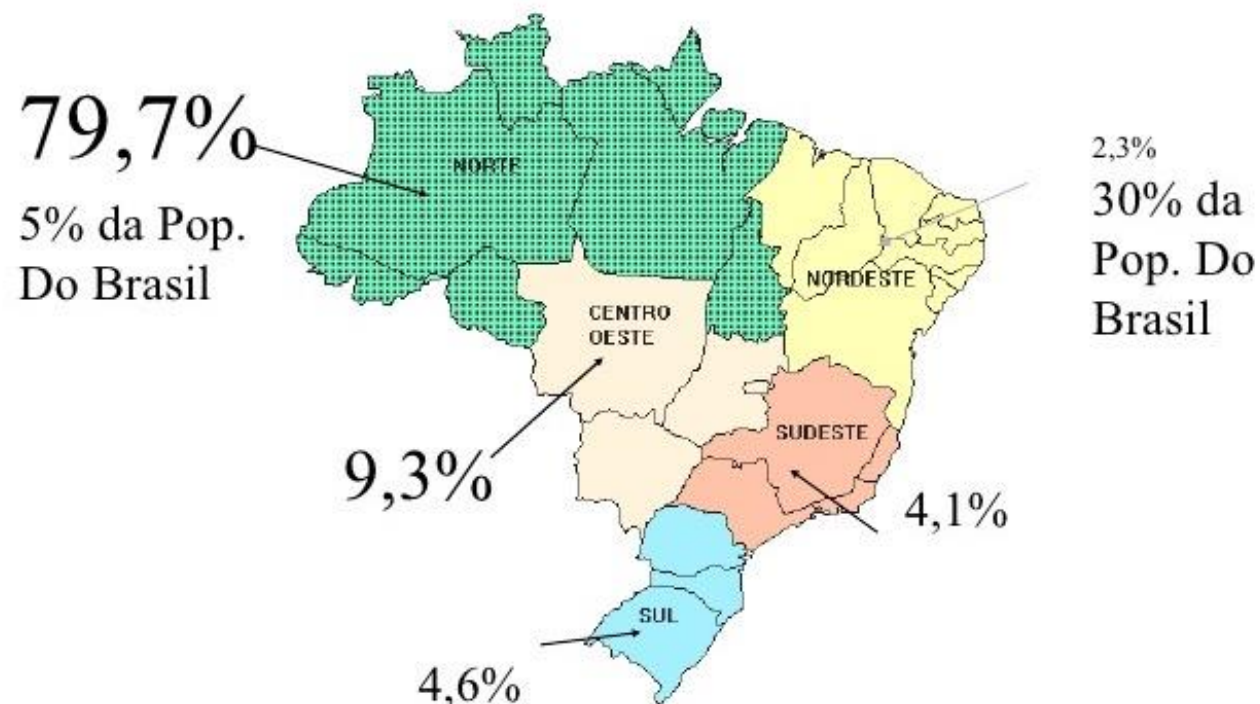 79,7%
5% da Pop.
Do Brasil
NORTE
2,3%
30% da
Pop. Do
Brasil
NORDESTE
CENTRO
OESTE
9,3%
SUDESTE
4,1%
SUL
4,6%